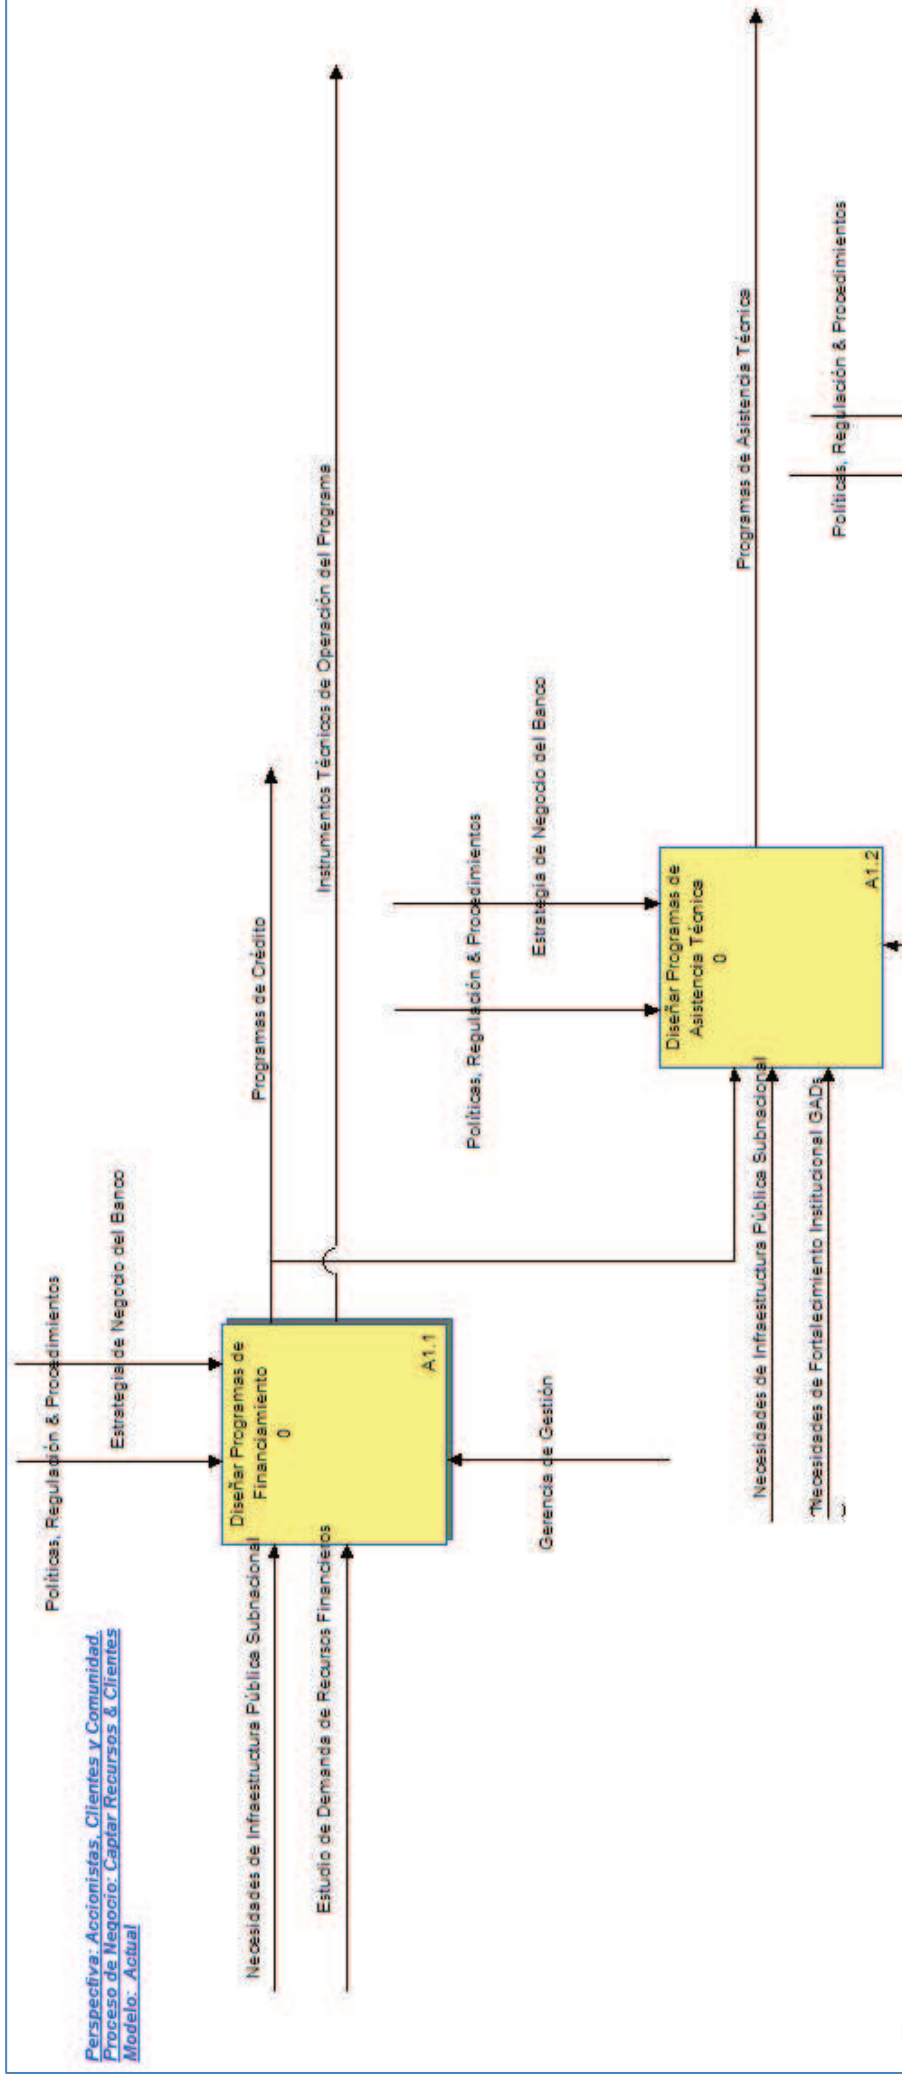 Perspectiva: Accionistas, Clientes y Comunidad.
Proceso de Negocio: Captar Recursos & Clientes
Modelo: Actual
Políticas, Regulación & Procedimientos
Estrategia de Negocio del Banco
Necesidades de Infraestructura Pública Subnacional
Estudio de Demanda de Recursos Financieros
Diseñar Programas de
Financiamiento
0
A1.1
Gerencia de Gestión
Programas de Crédito
Instrumentos Técnicos de Operación del Programa
Políticas, Regulación & Procedimientos
Estrategia de Negocio del Banco
Necesidades de Infraestructura Pública Subnacional
Necesidades de Fortalecimiento Institucional GADs
Diseñar Programas de
Asistencia Técnica
0
A1.2
Programas de Asistencia Técnica
Políticas, Regulación & Procedimientos